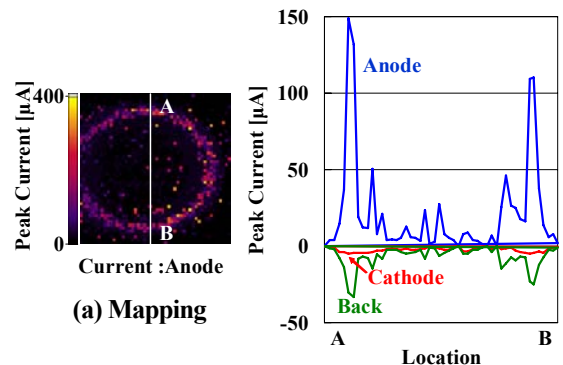 Peak Current [μA]
400
0
A
B
Current :Anode
(a) Mapping
Peak Current [μA]
150
100
50
0
-50
Anode
Cathode
Back
A
B
Location